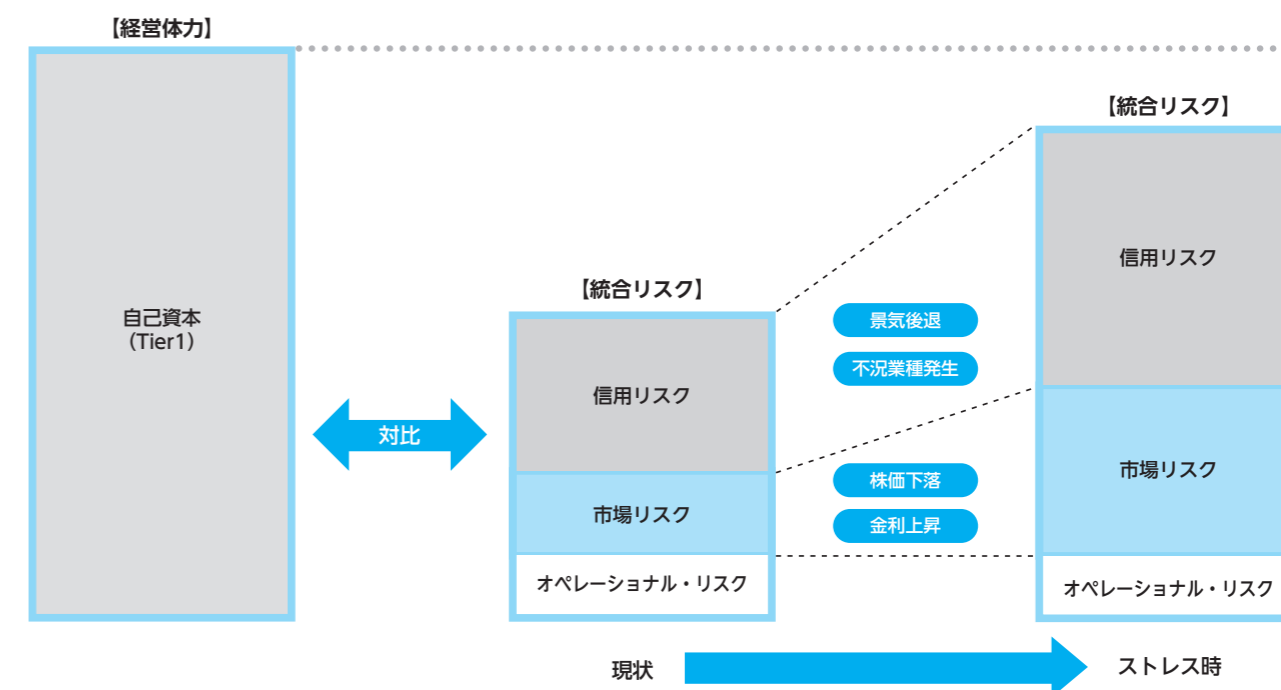 【経営体力】
自己資本
（Tier1）
対比
【統合リスク】
信用リスク
市場リスク
オペレーショナル・リスク
景気後退
不況業種発生
株価下落
金利上昇
【統合リスク】
信用リスク
市場リスク
オペレーショナル・リスク
現状
ストレス時